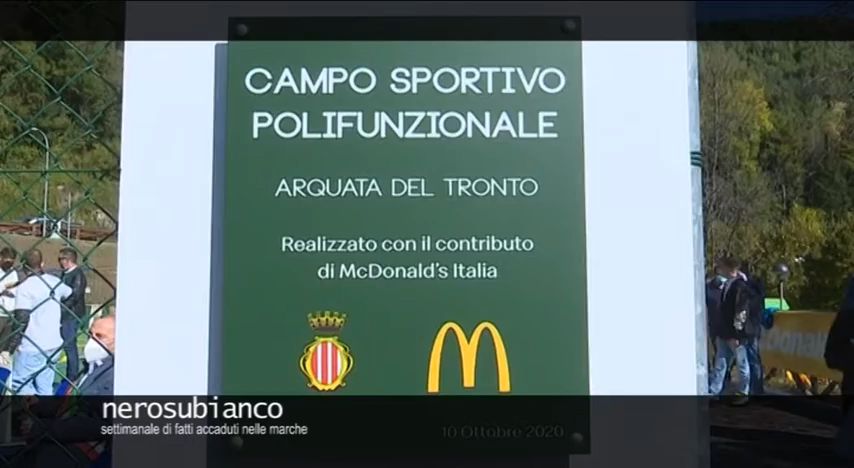 CAMPO SPORTIVO
POLIFUNZIONALE
ARQUATA DEL TRONTO
Realizzato con il contributo
di McDonald's Italia
10 Ottobre 2020
nerosubianco
settimanale di fatti accaduti nelle marche